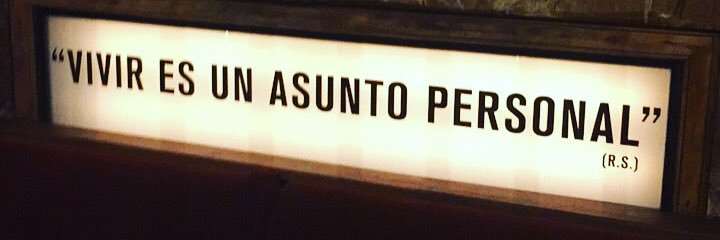 “VIVIR ES UN ASUNTO PERSONAL”
(R.S.)